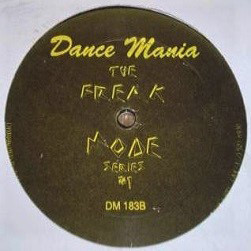 Dance Mania
THE
FREAK
MODE
SERIES
#1
DM 183B